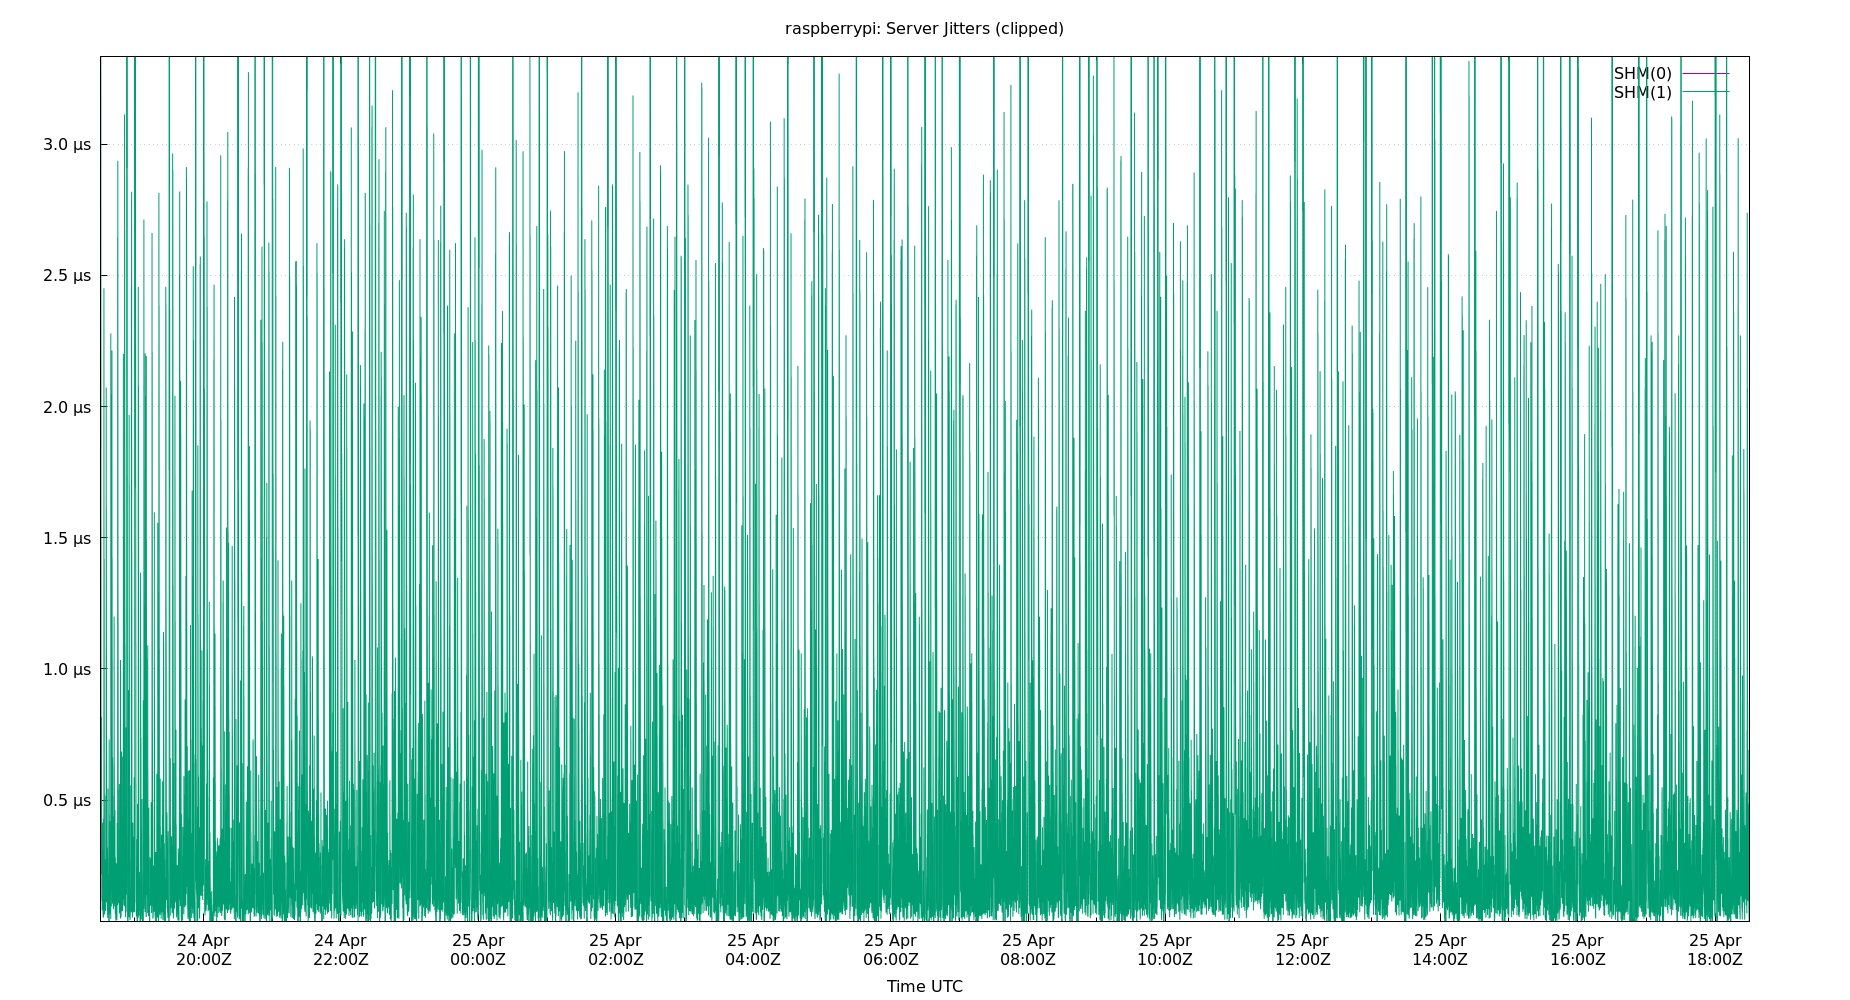 raspberrypi: Server Jitters (clipped)
SHM(0)
SHM(1)
3.0 µs
2.5 µs
2.0 µs
1.5 µs
1.0 µs
0.5 µs
24 Apr 24 Apr 25 Apr 25 Apr 25 Apr 25 Apr 25 Apr 25 Apr 25 Apr 25 Apr 25 Apr 25 Apr
20:00Z 22:00Z 00:00Z 02:00Z 04:00Z 06:00Z 08:00Z 10:00Z 12:00Z 14:00Z 16:00Z 18:00Z
Time UTC